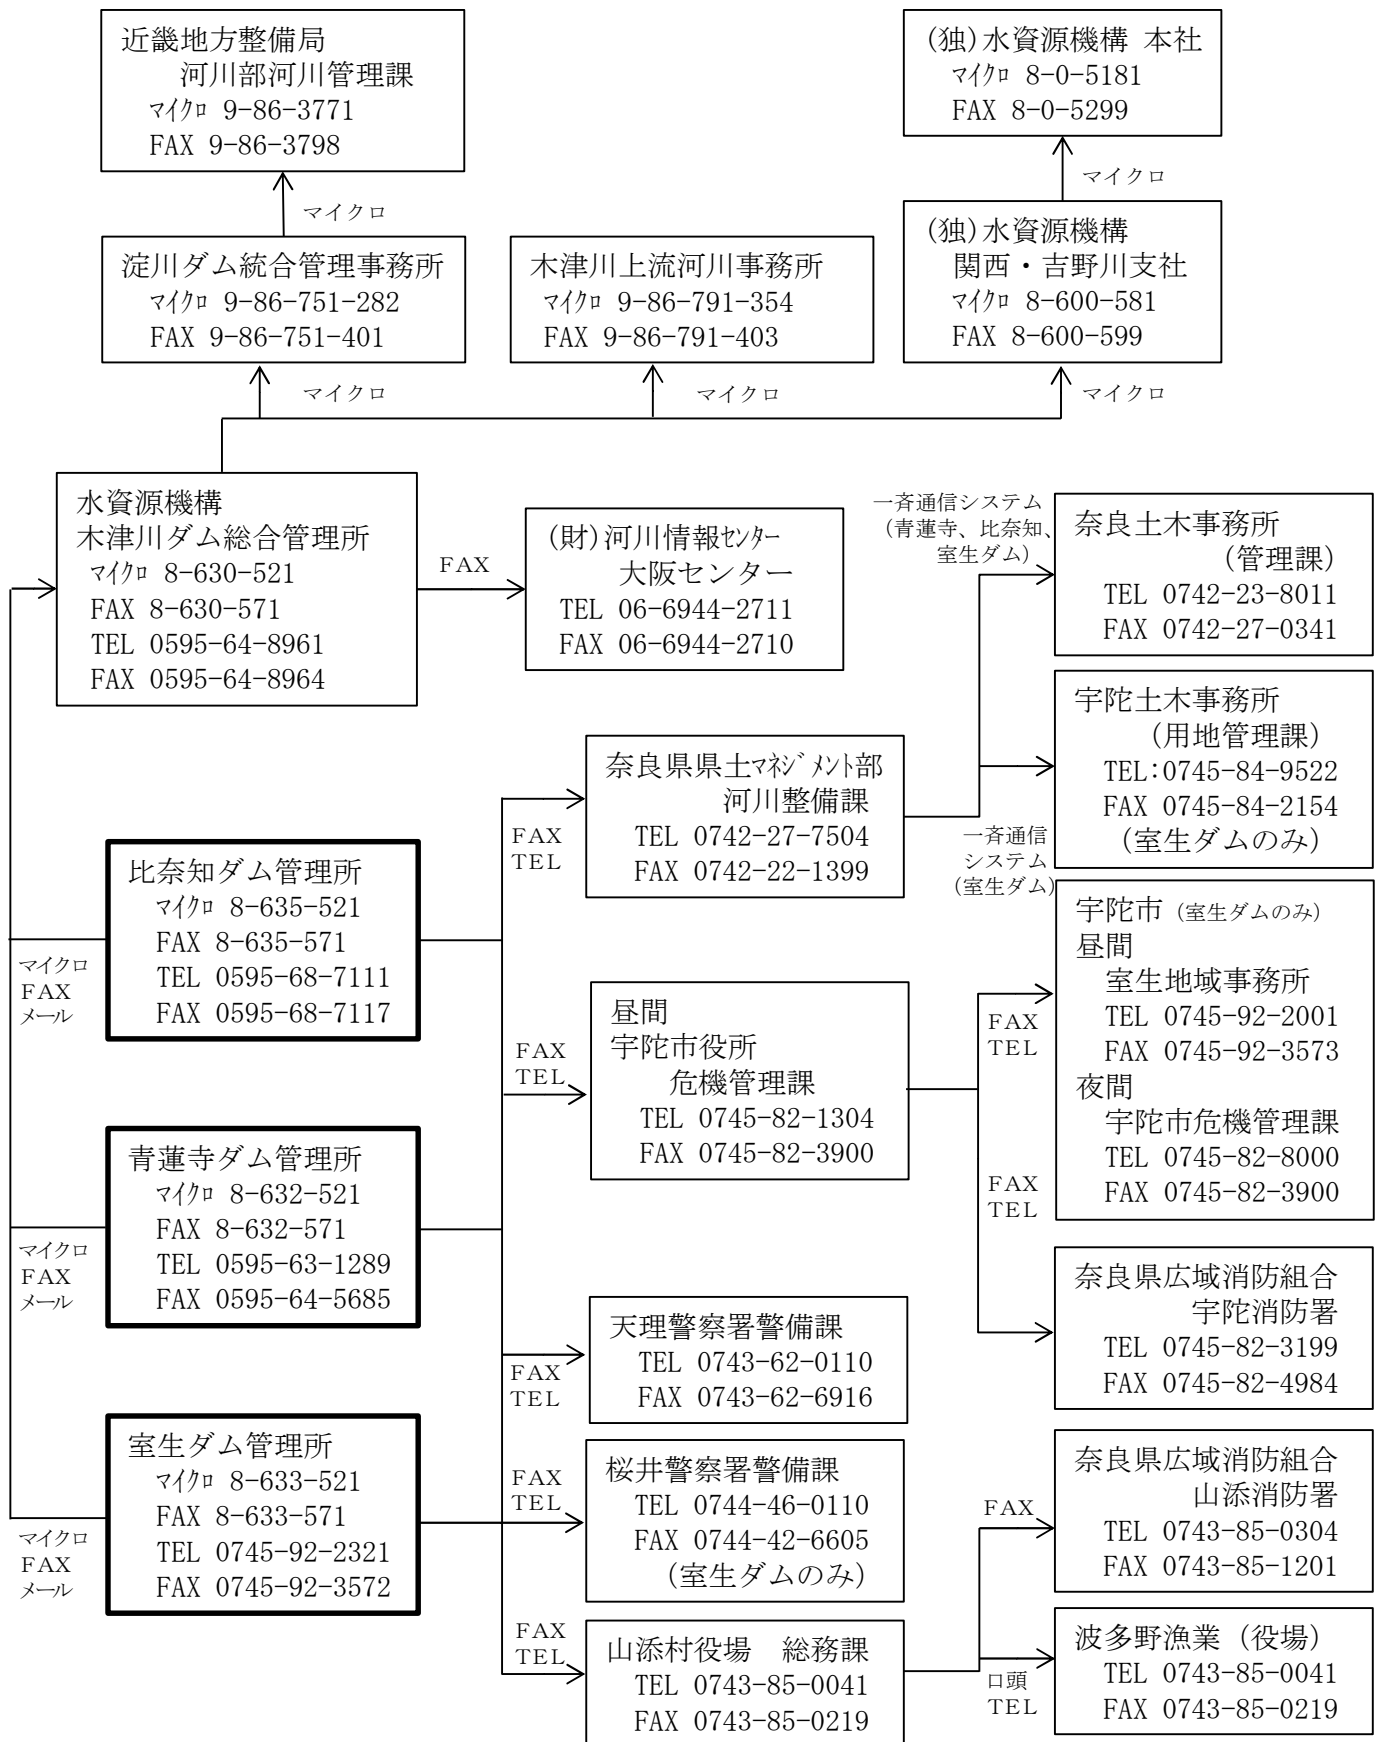 近畿地方整備局
河川部河川管理課
ﾏｲｸﾛ 9-86-3771
FAX 9-86-3798
(独)水資源機構 本社
ﾏｲｸﾛ 8-0-5181
FAX 8-0-5299
マイクロ
マイクロ
淀川ダム統合管理事務所
ﾏｲｸﾛ 9-86-751-282
FAX 9-86-751-401
木津川上流河川事務所
ﾏｲｸﾛ 9-86-791-354
FAX 9-86-791-403
(独)水資源機構
関西・吉野川支社
ﾏｲｸﾛ 8-600-581
FAX 8-600-599
マイクロ
マイクロ
マイクロ
水資源機構
木津川ダム総合管理所
ﾏｲｸﾛ 8-630-521
FAX 8-630-571
TEL 0595-64-8961
FAX 0595-64-8964
FAX
(財)河川情報ｾﾝﾀｰ
大阪センター
TEL 06-6944-2711
FAX 06-6944-2710
一斉通信システム
(青蓮寺、比奈知、
室生ダム)
奈良土木事務所
(管理課)
TEL 0742-23-8011
FAX 0742-27-0341
宇陀土木事務所
(用地管理課)
TEL:0745-84-9522
FAX 0745-84-2154
(室生ダムのみ)
FAX
TEL
奈良県県土ﾏﾈｼﾞﾒﾝﾄ部
河川整備課
TEL 0742-27-7504
FAX 0742-22-1399
一斉通信
システム
(室生ダム)
マイクロ
FAX
メール
比奈知ダム管理所
ﾏｲｸﾛ 8-635-521
FAX 8-635-571
TEL 0595-68-7111
FAX 0595-68-7117
FAX
TEL
昼間
宇陀市役所
危機管理課
TEL 0745-82-1304
FAX 0745-82-3900
FAX
TEL
宇陀市 (室生ダムのみ)
昼間
室生地域事務所
TEL 0745-92-2001
FAX 0745-92-3573
夜間
宇陀市危機管理課
TEL 0745-82-8000
FAX 0745-82-3900
FAX
TEL
マイクロ
FAX
メール
青蓮寺ダム管理所
ﾏｲｸﾛ 8-632-521
FAX 8-632-571
TEL 0595-63-1289
FAX 0595-64-5685
奈良県広域消防組合
宇陀消防署
TEL 0745-82-3199
FAX 0745-82-4984
FAX
TEL
天理警察署警備課
TEL 0743-62-0110
FAX 0743-62-6916
マイクロ
FAX
メール
室生ダム管理所
ﾏｲｸﾛ 8-633-521
FAX 8-633-571
TEL 0745-92-2321
FAX 0745-92-3572
FAX
TEL
桜井警察署警備課
TEL 0744-46-0110
FAX 0744-42-6605
(室生ダムのみ)
FAX
奈良県広域消防組合
山添消防署
TEL 0743-85-0304
FAX 0743-85-1201
FAX
TEL
山添村役場 総務課
TEL 0743-85-0041
FAX 0743-85-0219
口頭
TEL
波多野漁業(役場)
TEL 0743-85-0041
FAX 0743-85-0219